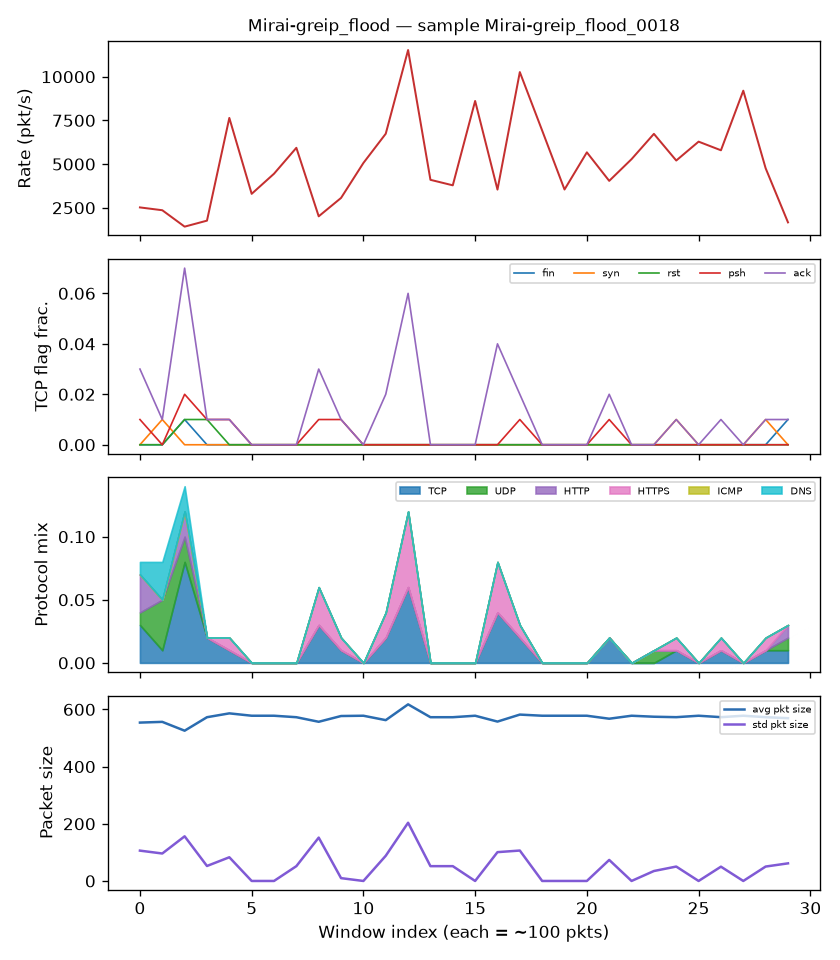 Mirai-greip_flood — sample Mirai-greip_flood_0018
Rate (pkt/s)
10000
7500
5000
2500
TCP flag frac.
0.06
0.04
0.02
0.00
fin syn rst psh ack
Protocol mix
0.10
0.05
0.00
TCP UDP HTTP HTTPS ICMP DNS
Packet size
600
400
200
0
avg pkt size
std pkt size
0 5 10 15 20 25 30
Window index (each = ~100 pkts)